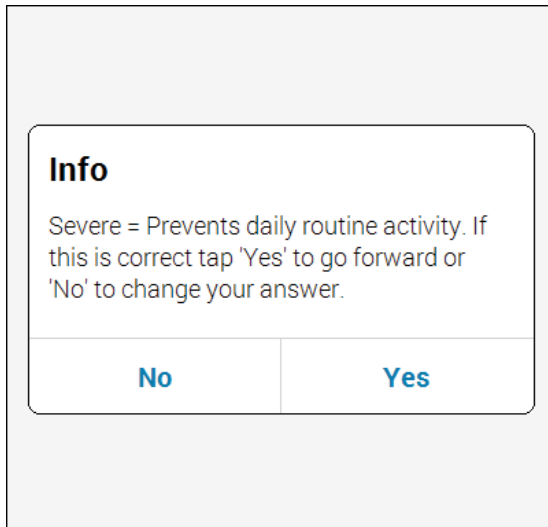 Info
Severe = Prevents daily routine activity. If
this is correct tap 'Yes' to go forward or
'No' to change your answer.
No
Yes